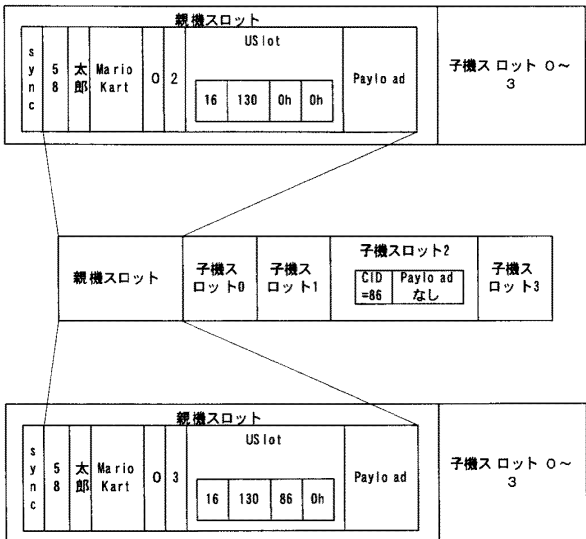 親機スロット
sync
58
太郎
Mario Kart
0
2
USlot
16 130 0h 0h
Payload
子機スロット 0～3
親機スロット
子機スロット0
子機スロット1
子機スロット2
CID =86
Payload なし
子機スロット3
親機スロット
sync
58
太郎
Mario Kart
0
3
USlot
16 130 86 0h
Payload
子機スロット 0～3